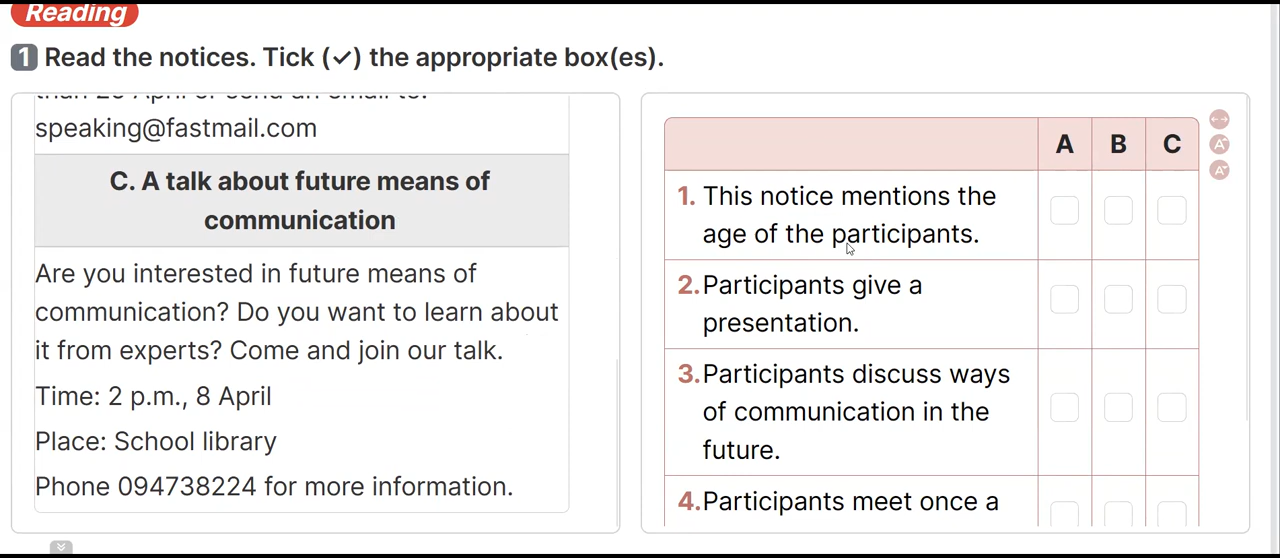 Reading
1 Read the notices. Tick (✓) the appropriate box(es).
speaking@fastmail.com
C. A talk about future means of
communication
Are you interested in future means of
communication? Do you want to learn about
it from experts? Come and join our talk.
Time: 2 p.m., 8 April
Place: School library
Phone 094738224 for more information.
A B C
1. This notice mentions the
age of the participants.
2. Participants give a
presentation.
3. Participants discuss ways
of communication in the
future.
4. Participants meet once a